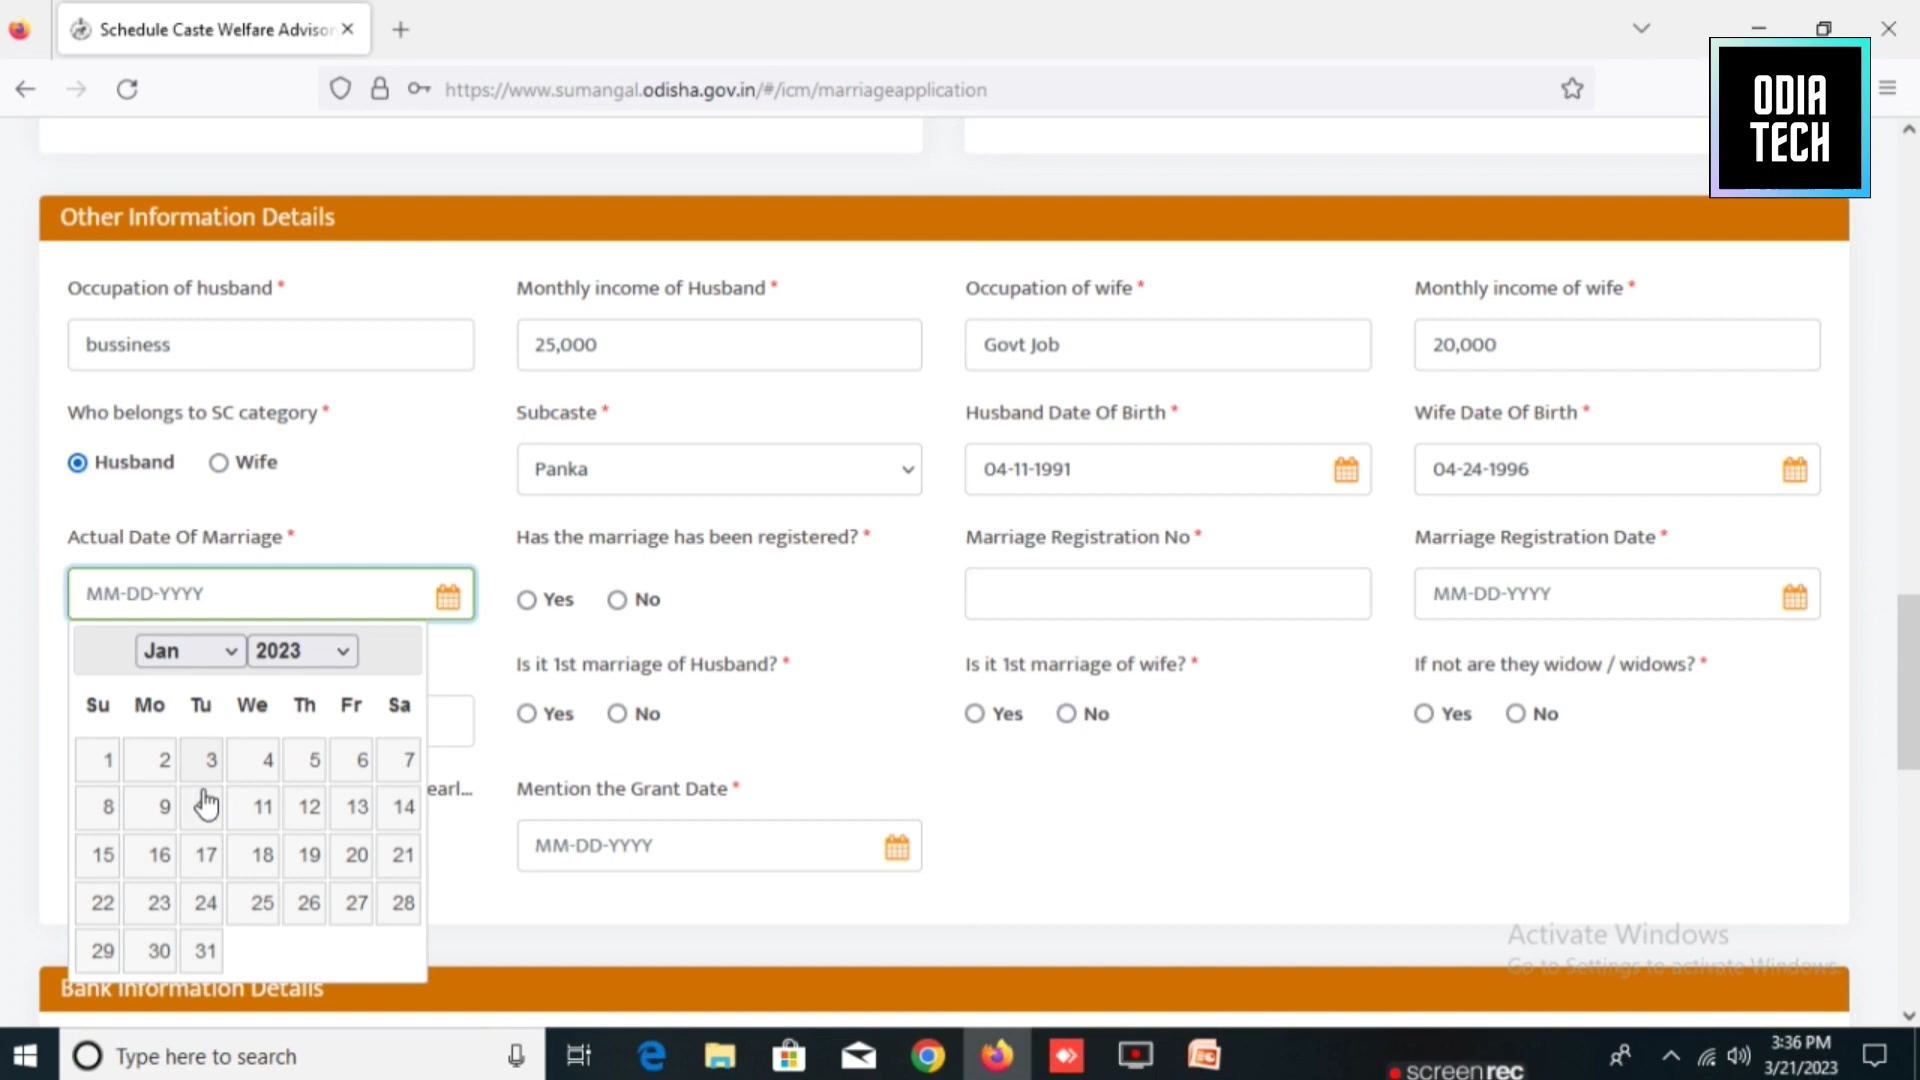 Schedule Caste Welfare Advisor
https://www.sumangal.odisha.gov.in/#/icm/marriageapplication
ODIA
TECH
Other Information Details
Occupation of husband *
Monthly income of Husband *
Occupation of wife *
Monthly income of wife *
bussiness
25,000
Govt Job
20,000
Who belongs to SC category *
Subcaste *
Husband Date Of Birth *
Wife Date Of Birth *
Husband Wife
Panka
04-11-1991
04-24-1996
Actual Date Of Marriage *
Has the marriage has been registered? *
Marriage Registration No *
Marriage Registration Date *
MM-DD-YYYY
Yes No
MM-DD-YYYY
Jan 2023
Is it 1st marriage of Husband? *
Is it 1st marriage of wife? *
If not are they widow / widows? *
Su Mo Tu We Th Fr Sa
Yes No
Yes No
Yes No
1 2 3 4 5 6 7
earl...
Mention the Grant Date *
8 9 11 12 13 14
MM-DD-YYYY
15 16 17 18 19 20 21
22 23 24 25 26 27 28
29 30 31
Activate Windows
Go to Settings to activate Windows.
Bank Information Details
Type here to search
screenrec
3:36 PM
3/21/2023